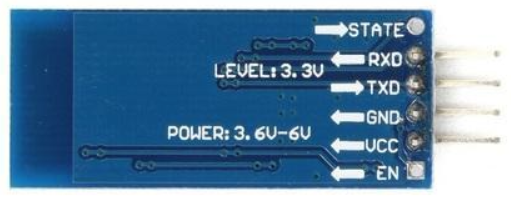 STATE
RXD
LEVEL:3.3V
TXD
GND
POWER:3.6V-6V
VCC
EN